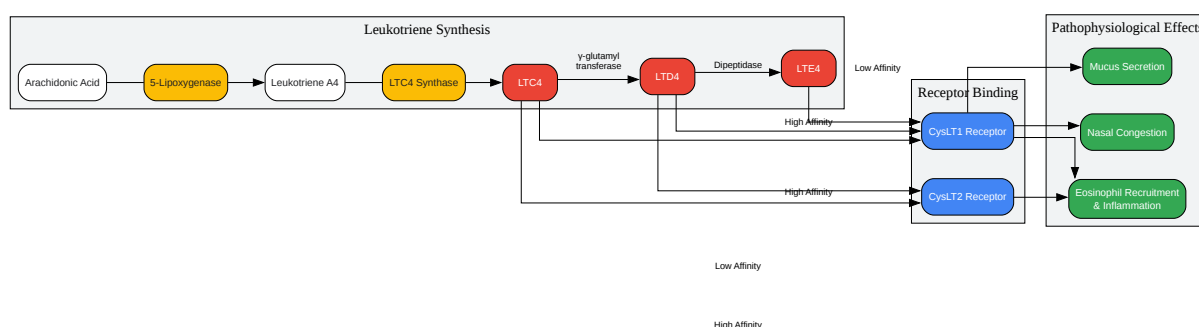 Leukotriene Synthesis
Arachidonic Acid
5-Lipoxygenase
Leukotriene A4
LTC4 Synthase
LTC4
γ-glutamyl
transferase
LTD4
Dipeptidase
LTE4
Low Affinity
High Affinity
High Affinity
Low Affinity
High Affinity
Receptor Binding
CysLT1 Receptor
CysLT2 Receptor
Pathophysiological Effects
Mucus Secretion
Nasal Congestion
Eosinophil Recruitment
& Inflammation